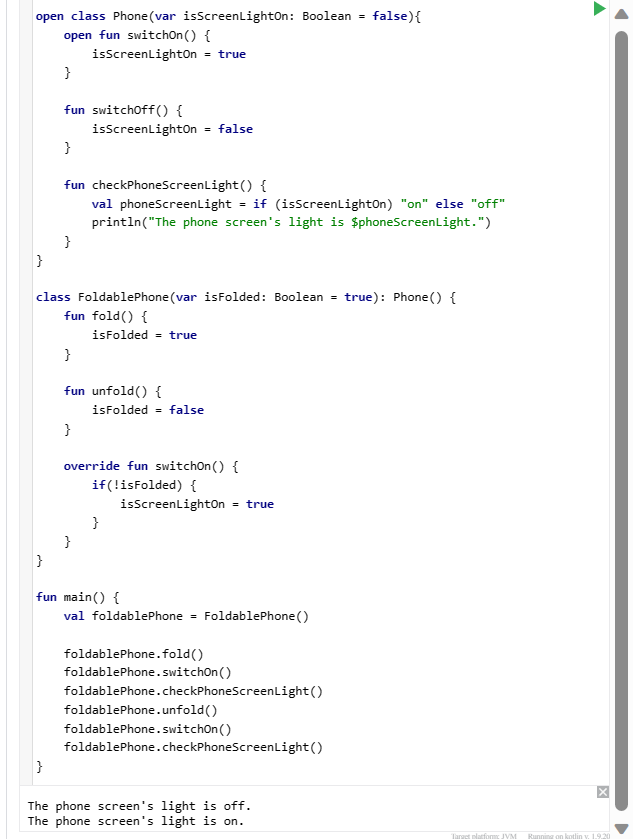 open class Phone(var isScreenLightOn: Boolean = false){
    open fun switchOn() {
        isScreenLightOn = true
    }

    fun switchOff() {
        isScreenLightOn = false
    }

    fun checkPhoneScreenLight() {
        val phoneScreenLight = if (isScreenLightOn) "on" else "off"
        println("The phone screen's light is $phoneScreenLight.")
    }
}

class FoldablePhone(var isFolded: Boolean = true): Phone() {
    fun fold() {
        isFolded = true
    }

    fun unfold() {
        isFolded = false
    }

    override fun switchOn() {
        if(!isFolded) {
            isScreenLightOn = true
        }
    }
}

fun main() {
    val foldablePhone = FoldablePhone()

    foldablePhone.fold()
    foldablePhone.switchOn()
    foldablePhone.checkPhoneScreenLight()
    foldablePhone.unfold()
    foldablePhone.switchOn()
    foldablePhone.checkPhoneScreenLight()
}
The phone screen's light is off.
The phone screen's light is on.
Target platform: JVM Running on kotlin v. 1.9.20